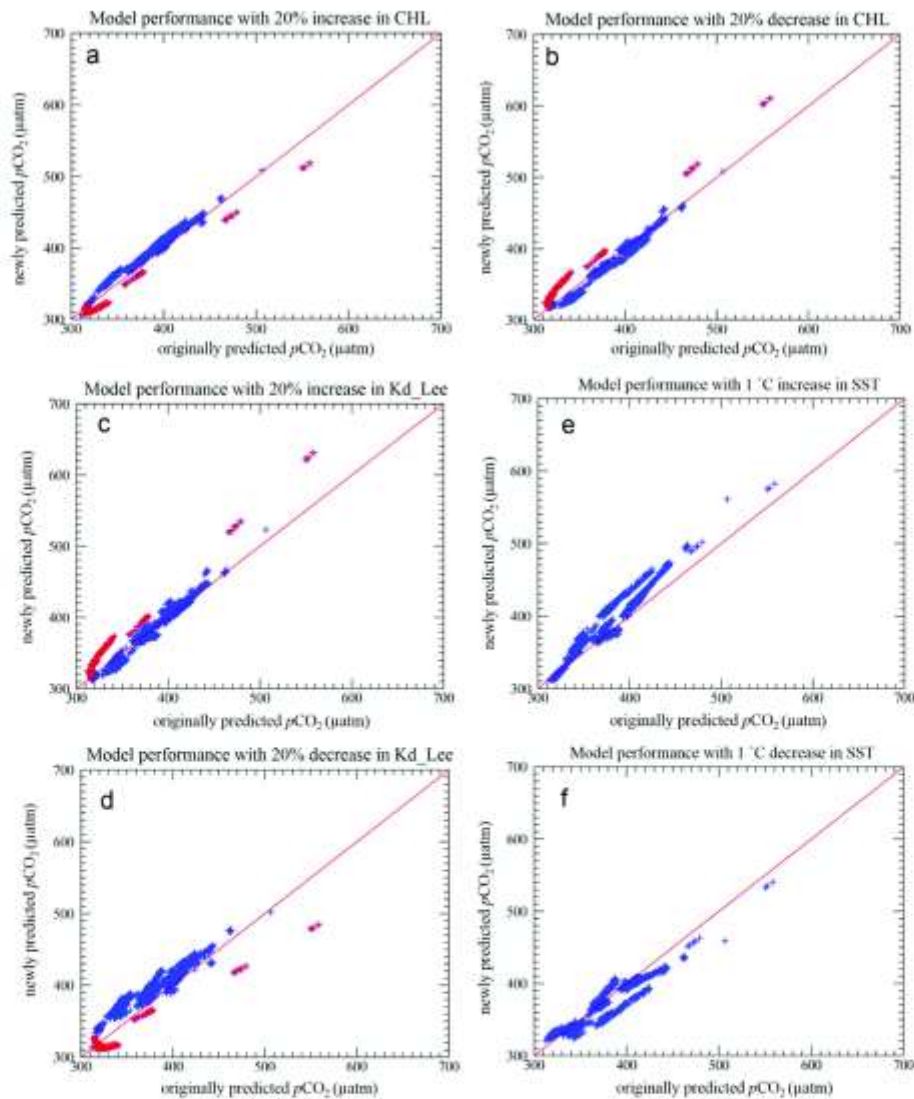 Model performance with 20% increase in CHL
a
newly predicted pCO2 (μatm)
700
600
500
400
300
300 400 500 600 700
originally predicted pCO2 (μatm)
Model performance with 20% decrease in CHL
b
newly predicted pCO2 (μatm)
700
600
500
400
300
300 400 500 600 700
originally predicted pCO2 (μatm)
Model performance with 20% increase in Kd_Lee
c
newly predicted pCO2 (μatm)
700
600
500
400
300
300 400 500 600 700
originally predicted pCO2 (μatm)
Model performance with 1 °C increase in SST
e
newly predicted pCO2 (μatm)
700
600
500
400
300
300 400 500 600 700
originally predicted pCO2 (μatm)
Model performance with 20% decrease in Kd_Lee
d
newly predicted pCO2 (μatm)
700
600
500
400
300
300 400 500 600 700
originally predicted pCO2 (μatm)
Model performance with 1 °C decrease in SST
f
newly predicted pCO2 (μatm)
700
600
500
400
300
300 400 500 600 700
originally predicted pCO2 (μatm)